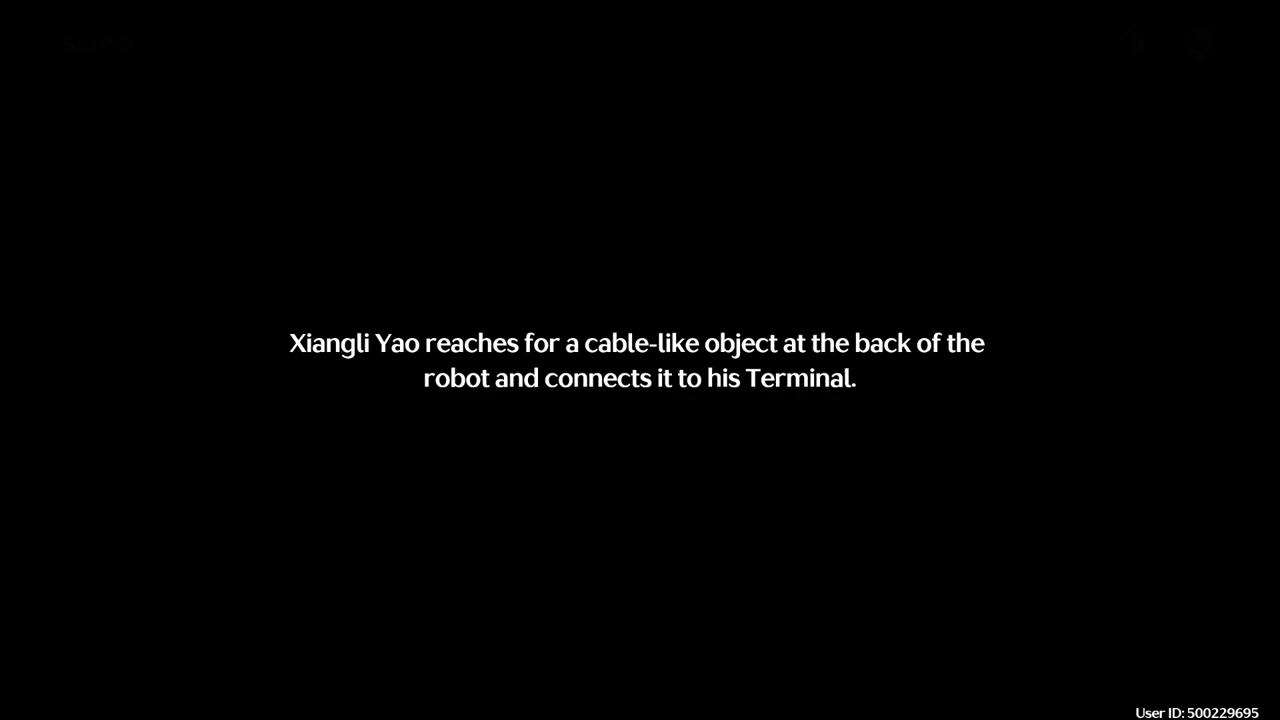 Xiangli Yao reaches for a cable-like object at the back of the
robot and connects it to his Terminal.
User ID: 500229695